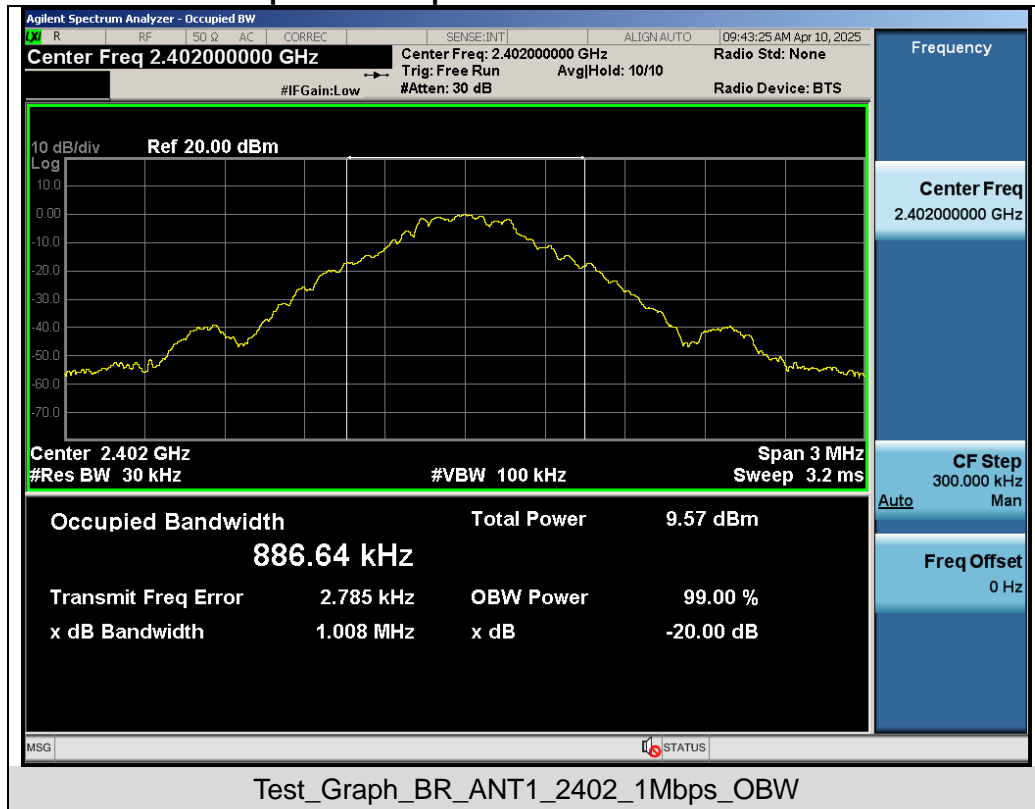 Agilent Spectrum Analyzer - Occupied BW
LXI R RF 50 Ω AC CORREC SENSE:INT ALIGN AUTO 09:43:25 AM Apr 10, 2025
Center Freq 2.402000000 GHz
Center Freq: 2.402000000 GHz
Radio Std: None
Trig: Free Run Avg|Hold: 10/10
#IFGain:Low
#Atten: 30 dB
Radio Device: BTS
10 dB/div Ref 20.00 dBm
Log
10.0
0.00
-10.0
-20.0
-30.0
-40.0
-50.0
-60.0
-70.0
Center 2.402 GHz
Span 3 MHz
#Res BW 30 kHz
#VBW 100 kHz
Sweep 3.2 ms
Occupied Bandwidth
Total Power 9.57 dBm
886.64 kHz
Transmit Freq Error 2.785 kHz
OBW Power 99.00 %
x dB Bandwidth 1.008 MHz
x dB -20.00 dB
Frequency
Center Freq
2.402000000 GHz
CF Step
300.000 kHz
Auto Man
Freq Offset
0 Hz
MSG
STATUS
Test_Graph_BR_ANT1_2402_1Mbps_OBW